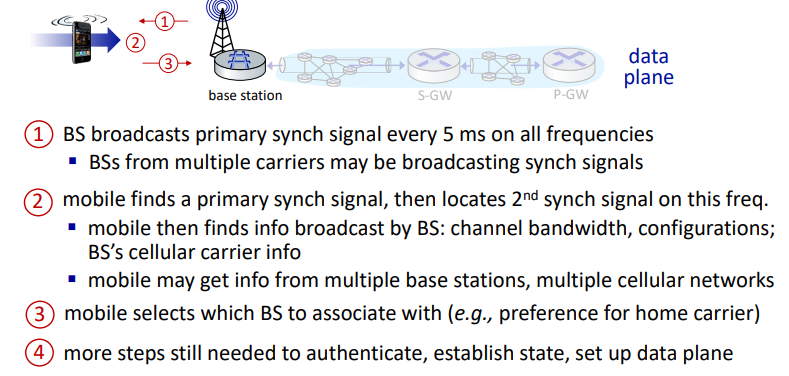 1
2
3
base station
S-GW
P-GW
data
plane
1 BS broadcasts primary synch signal every 5 ms on all frequencies
▪ BSs from multiple carriers may be broadcasting synch signals
2 mobile finds a primary synch signal, then locates 2nd synch signal on this freq.
▪ mobile then finds info broadcast by BS: channel bandwidth, configurations;
BS's cellular carrier info
▪ mobile may get info from multiple base stations, multiple cellular networks
3 mobile selects which BS to associate with (e.g., preference for home carrier)
4 more steps still needed to authenticate, establish state, set up data plane